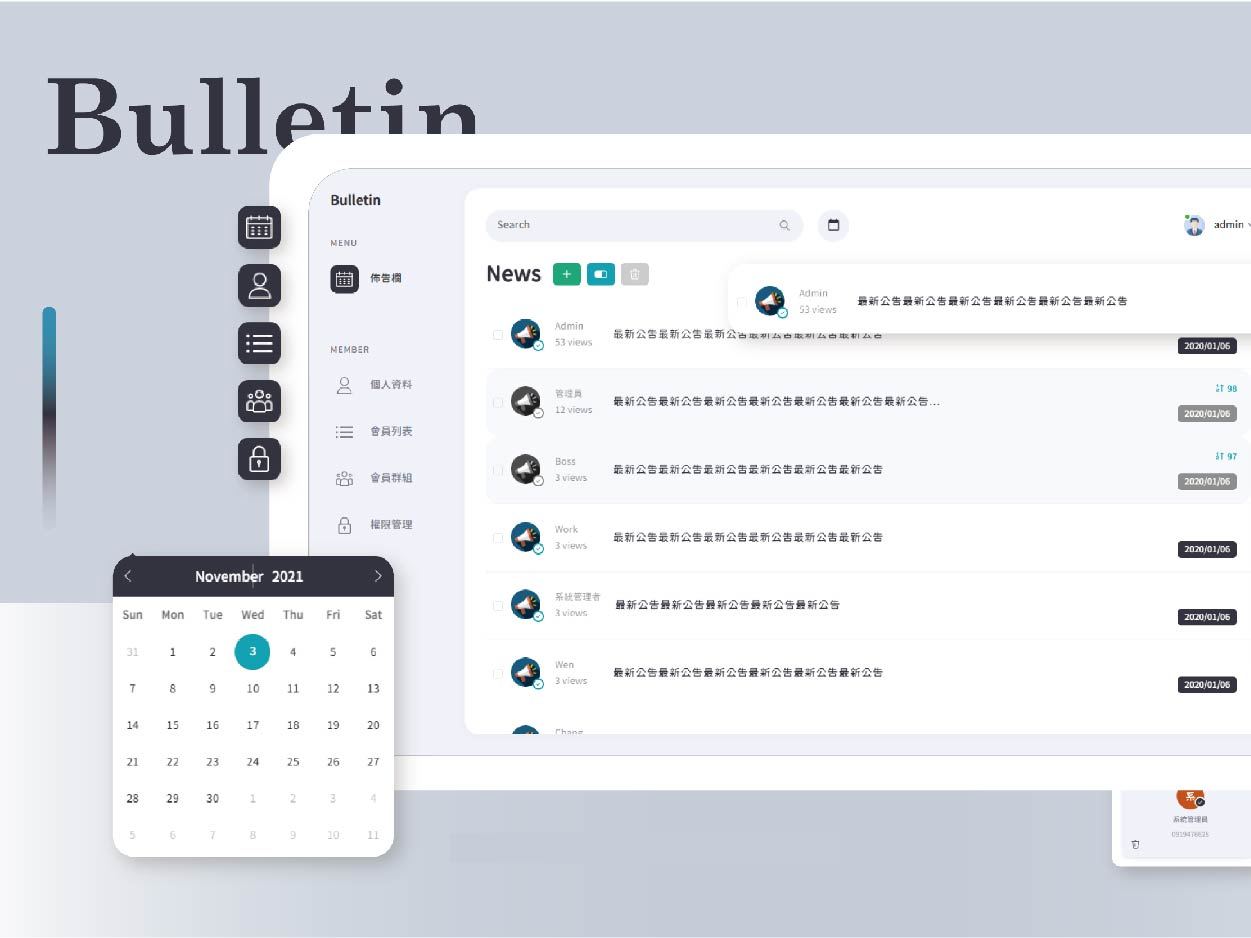 Bulletin
Bulletin
MENU
佈告欄
MEMBER
個人資料
會員列表
會員群組
權限管理
Search
admin
News
Admin
53 views
最新公告最新公告最新公告最新公告最新公告最新公告
Admin
53 views
最新公告最新公告最新公告最新公告最新公告最新公告
2020/01/06
管理員
12 views
最新公告最新公告最新公告最新公告最新公告最新公告最新公告...
98
2020/01/06
Boss
3 views
最新公告最新公告最新公告最新公告最新公告最新公告
97
2020/01/06
Work
3 views
最新公告最新公告最新公告最新公告最新公告最新公告
2020/01/06
系統管理者
3 views
最新公告最新公告最新公告最新公告最新公告
2020/01/06
Wen
3 views
最新公告最新公告最新公告最新公告最新公告最新公告
2020/01/06
Chang
November 2021
Sun Mon Tue Wed Thu Fri Sat
31 1 2 3 4 5 6
7 8 9 10 11 12 13
14 15 16 17 18 19 20
21 22 23 24 25 26 27
28 29 30 1 2 3 4
5 6 7 8 9 10 11
系
系統管理員